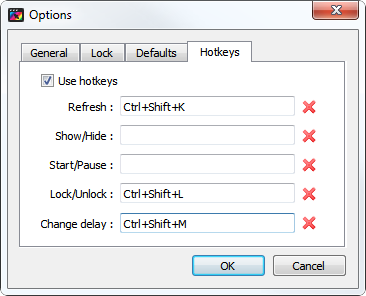 Options
General Lock Defaults Hotkeys
Use hotkeys
Refresh : Ctrl+Shift+K
Show/Hide :
Start/Pause :
Lock/Unlock : Ctrl+Shift+L
Change delay : Ctrl+Shift+M
OK Cancel